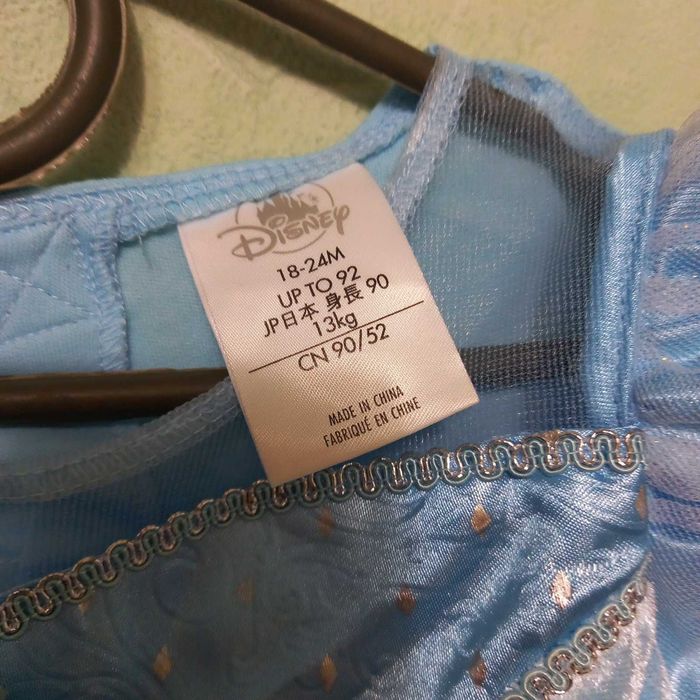 Disney
18-24M
UP TO 92
JP日本 身長 90
13kg
CN 90/52
MADE IN CHINA
FABRIQUÉ EN CHINE